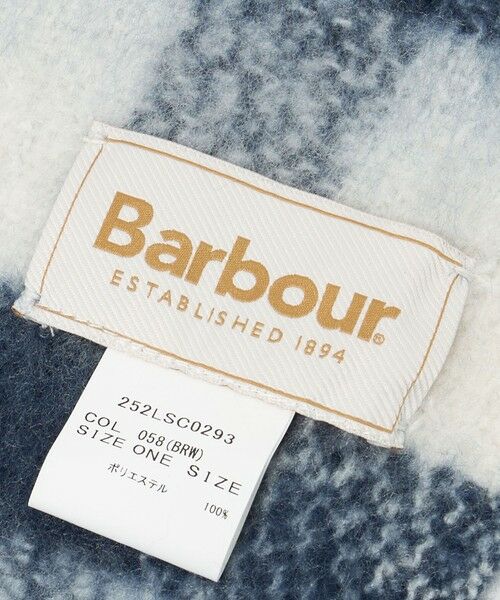 Barbour®
ESTABLISHED 1894
252LSC0293
COL 058(BRW)
SIZE ONE SIZE
ポリエステル
100%